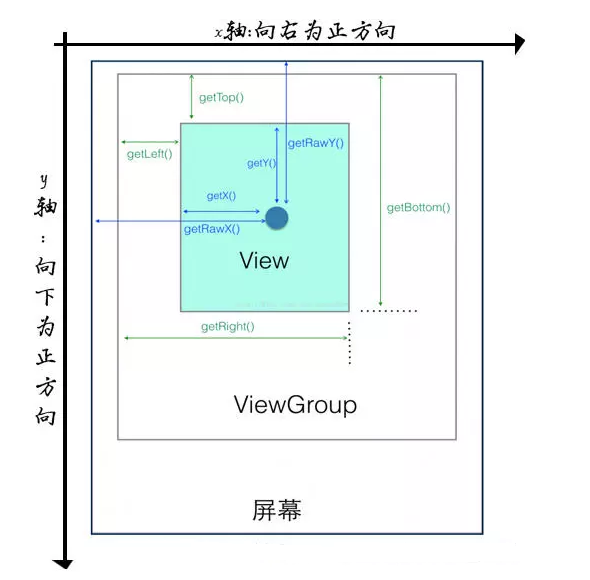 x轴:向右为正方向
getTop()
getRawY()
getLeft()
getY()
getX()
getBottom()
getRawX()
View
getRight()
ViewGroup
屏幕
y轴:向下为正方向